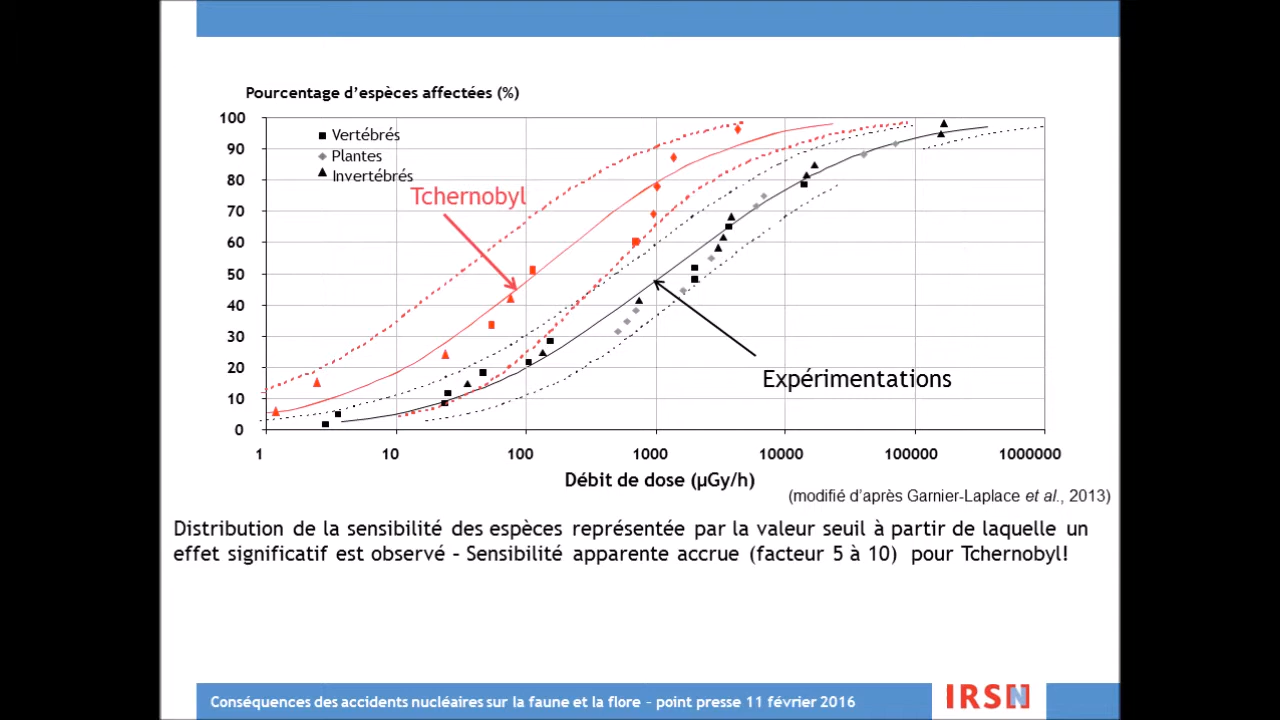 Pourcentage d'espèces affectées (%)
100
90
80
70
60
50
40
30
20
10
0
Vertébrés
Plantes
Invertébrés
Tchernobyl
Expérimentations
1 10 100 1000 10000 100000 1000000
Débit de dose (µGy/h)
(modifié d'après Garnier-Laplace et al., 2013)
Distribution de la sensibilité des espèces représentée par la valeur seuil à partir de laquelle un
effet significatif est observé – Sensibilité apparente accrue (facteur 5 à 10) pour Tchernobyl!
Conséquences des accidents nucléaires sur la faune et la flore – point presse 11 février 2016
IRSN